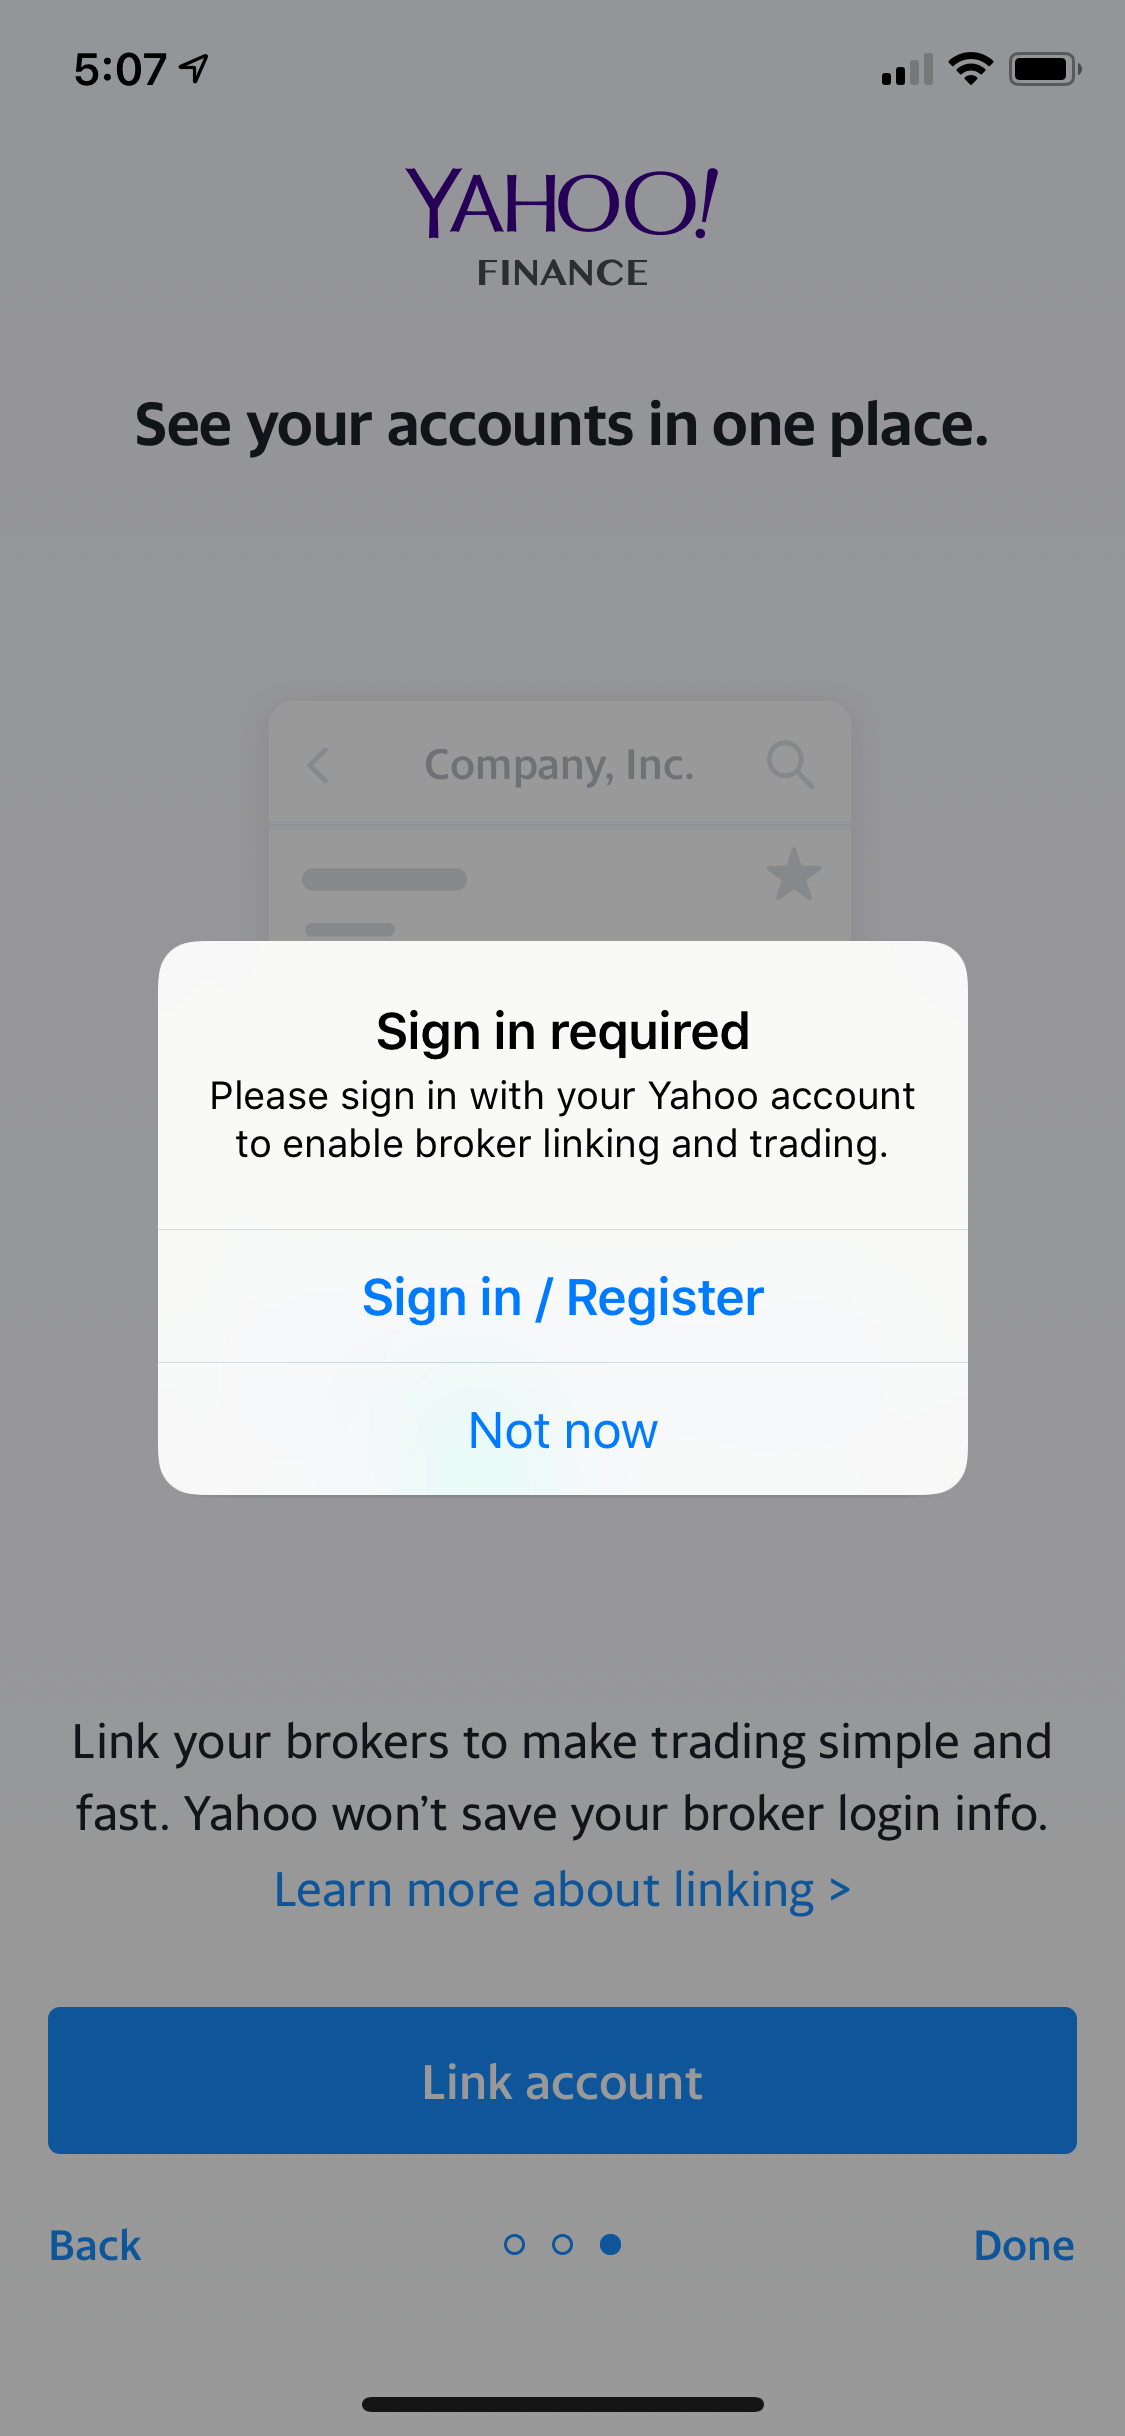 5:07
YAHOO!
FINANCE
See your accounts in one place.
Company, Inc.
Sign in required
Please sign in with your Yahoo account
to enable broker linking and trading.
Sign in / Register
Not now
Link your brokers to make trading simple and
fast. Yahoo won’t save your broker login info.
Learn more about linking >
Link account
Back
Done